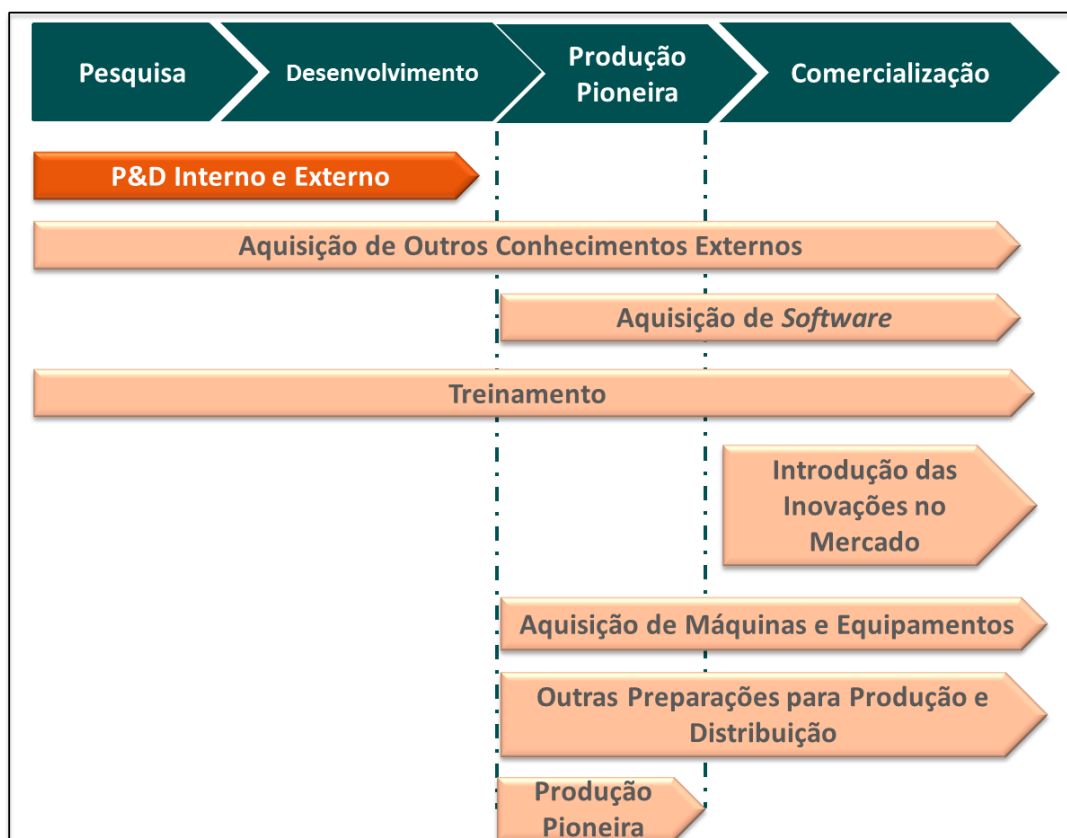 Pesquisa
Desenvolvimento
Produção
Pioneira
Comercialização
P&D Interno e Externo
Aquisição de Outros Conhecimentos Externos
Aquisição de Software
Treinamento
Introdução das
Inovações no
Mercado
Aquisição de Máquinas e Equipamentos
Outras Preparações para Produção e
Distribuição
Produção
Pioneira